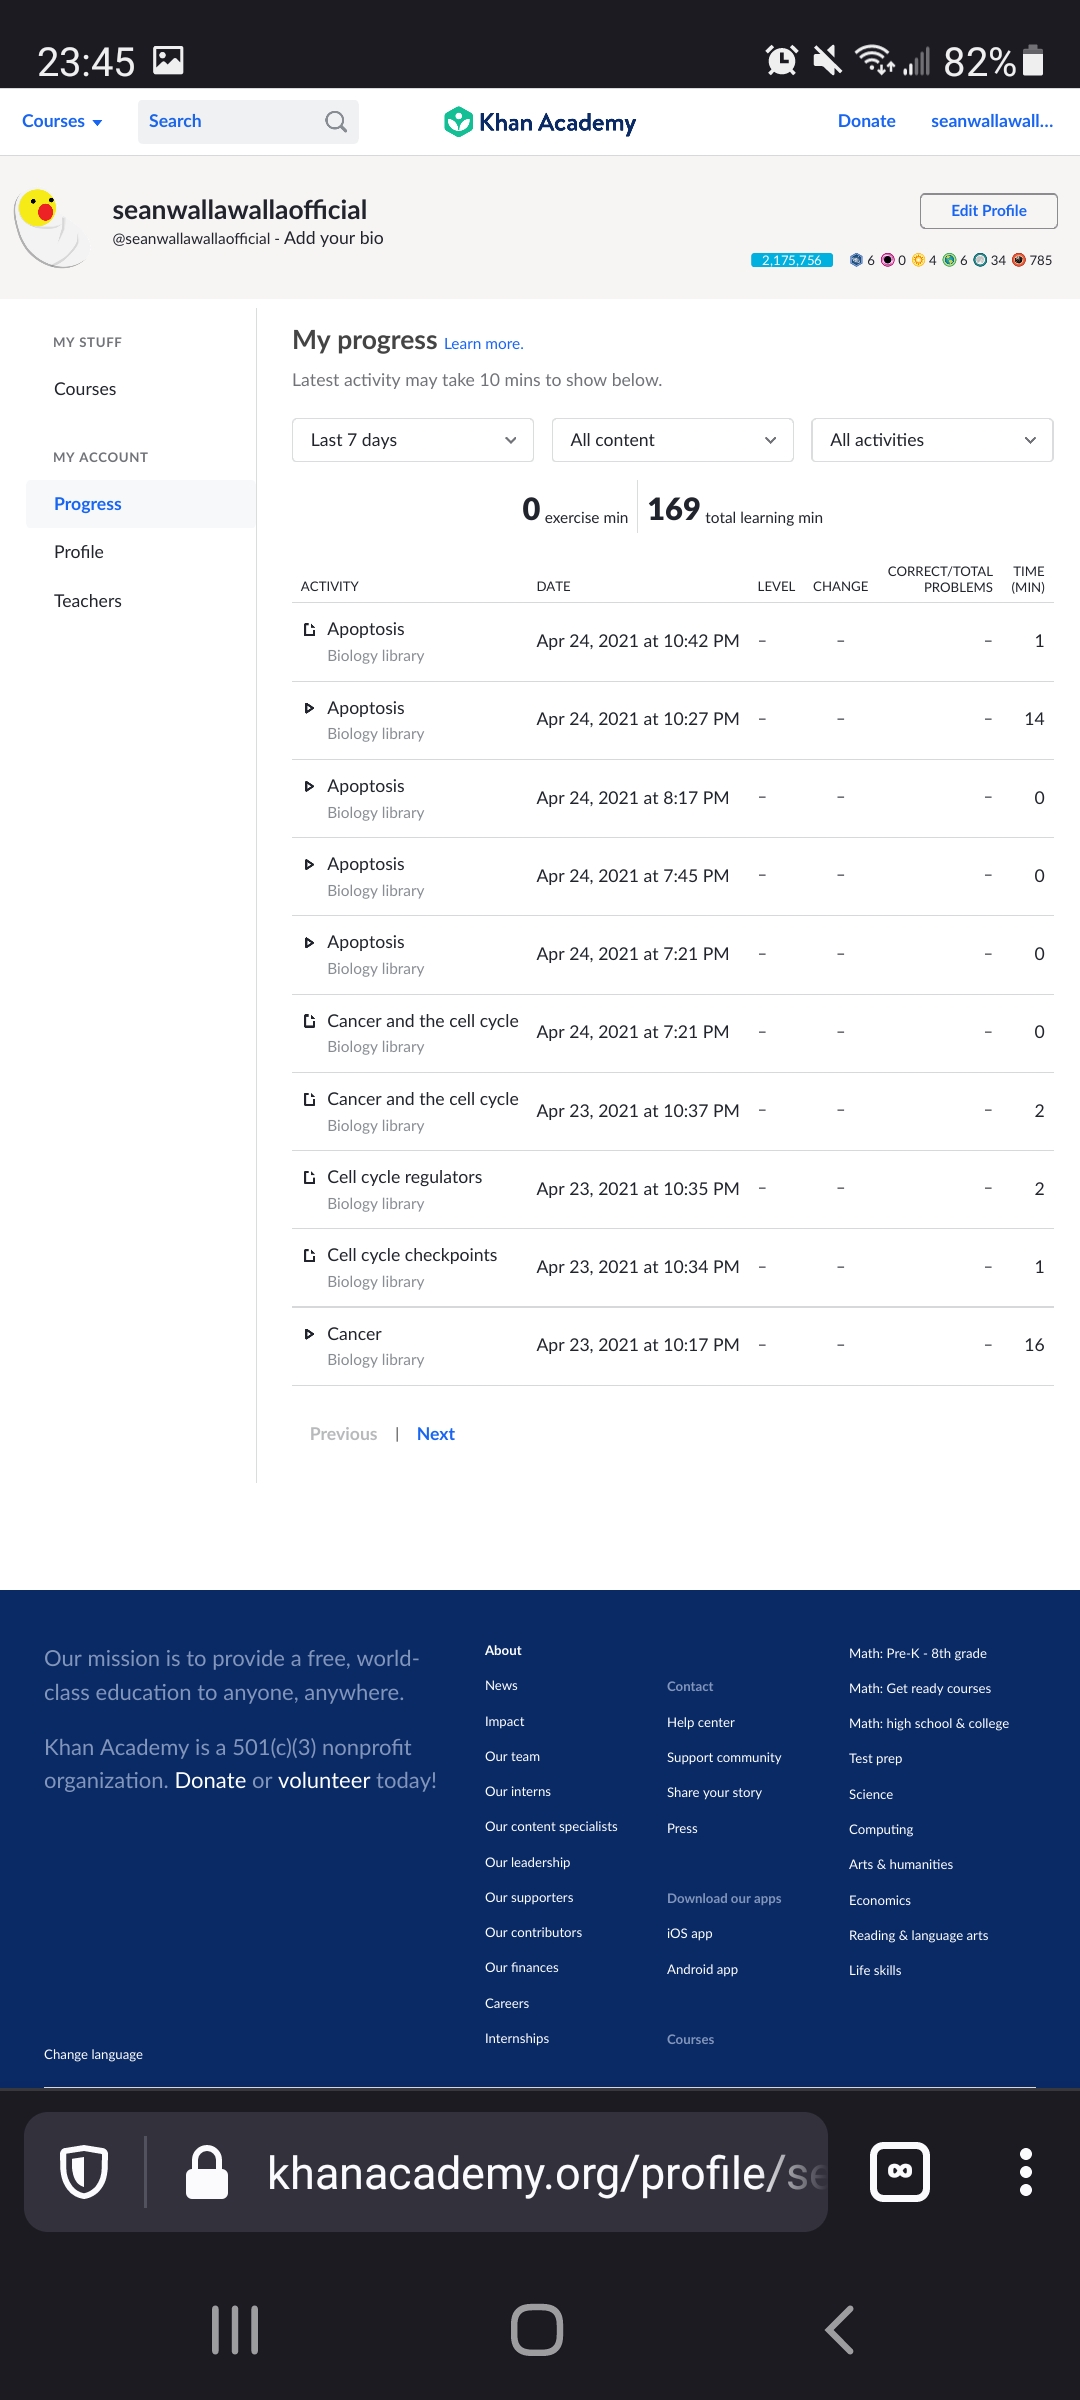 23:45
82%
Courses
Search
Khan Academy
Donate
seanwallawall...
seanwallawallaofficial
@seanwallawallaofficial - Add your bio
Edit Profile
2,175,756 6 0 4 6 34 785
MY STUFF
Courses
MY ACCOUNT
Progress
Profile
Teachers
My progress Learn more.
Latest activity may take 10 mins to show below.
Last 7 days
All content
All activities
0 exercise min
169 total learning min
ACTIVITY DATE LEVEL CHANGE CORRECT/TOTAL PROBLEMS TIME (MIN)
Apoptosis
Biology library
Apr 24, 2021 at 10:42 PM – – – 1
Apoptosis
Biology library
Apr 24, 2021 at 10:27 PM – – – 14
Apoptosis
Biology library
Apr 24, 2021 at 8:17 PM – – – 0
Apoptosis
Biology library
Apr 24, 2021 at 7:45 PM – – – 0
Apoptosis
Biology library
Apr 24, 2021 at 7:21 PM – – – 0
Cancer and the cell cycle
Biology library
Apr 24, 2021 at 7:21 PM – – – 0
Cancer and the cell cycle
Biology library
Apr 23, 2021 at 10:37 PM – – – 2
Cell cycle regulators
Biology library
Apr 23, 2021 at 10:35 PM – – – 2
Cell cycle checkpoints
Biology library
Apr 23, 2021 at 10:34 PM – – – 1
Cancer
Biology library
Apr 23, 2021 at 10:17 PM – – – 16
Previous | Next
Our mission is to provide a free, world-
class education to anyone, anywhere.
Khan Academy is a 501(c)(3) nonprofit
organization. Donate or volunteer today!
Change language
About
News
Impact
Our team
Our interns
Our content specialists
Our leadership
Our supporters
Our contributors
Our finances
Careers
Internships
Contact
Help center
Support community
Share your story
Press
Download our apps
iOS app
Android app
Courses
Math: Pre-K - 8th grade
Math: Get ready courses
Math: high school & college
Test prep
Science
Computing
Arts & humanities
Economics
Reading & language arts
Life skills
khanacademy.org/profile/se
∞